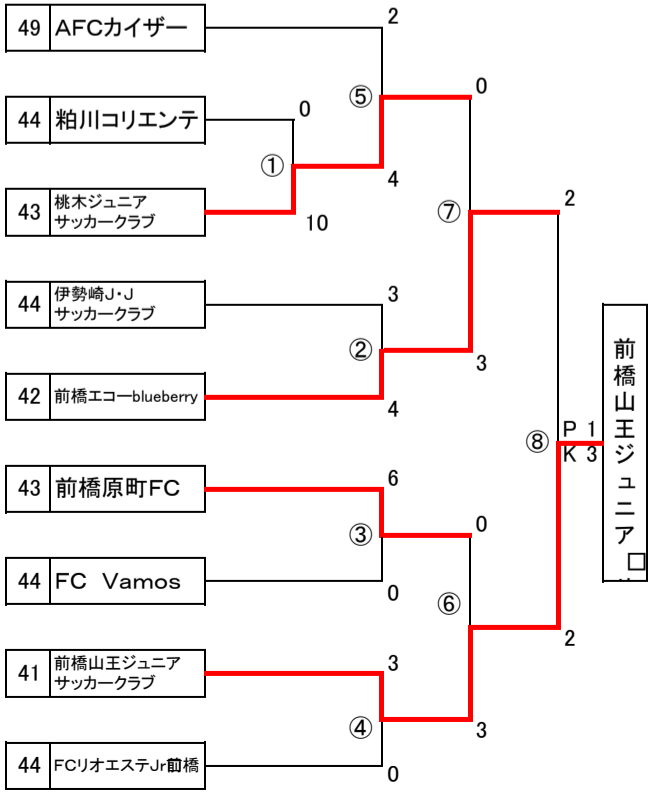 49 AFCカイザー
2
⑤
0
44 粕川コリエンテ
0
①
4
43 桃木ジュニア
サッカークラブ
10
⑦
2
44 伊勢崎J・J
サッカークラブ
3
②
3
42 前橋エコーblueberry
4
⑧
P 1
K 3
前橋山王ジュニア
43 前橋原町FC
6
③
0
44 FC Vamos
0
⑥
2
41 前橋山王ジュニア
サッカークラブ
3
④
3
44 FCリオエステJr前橋
0